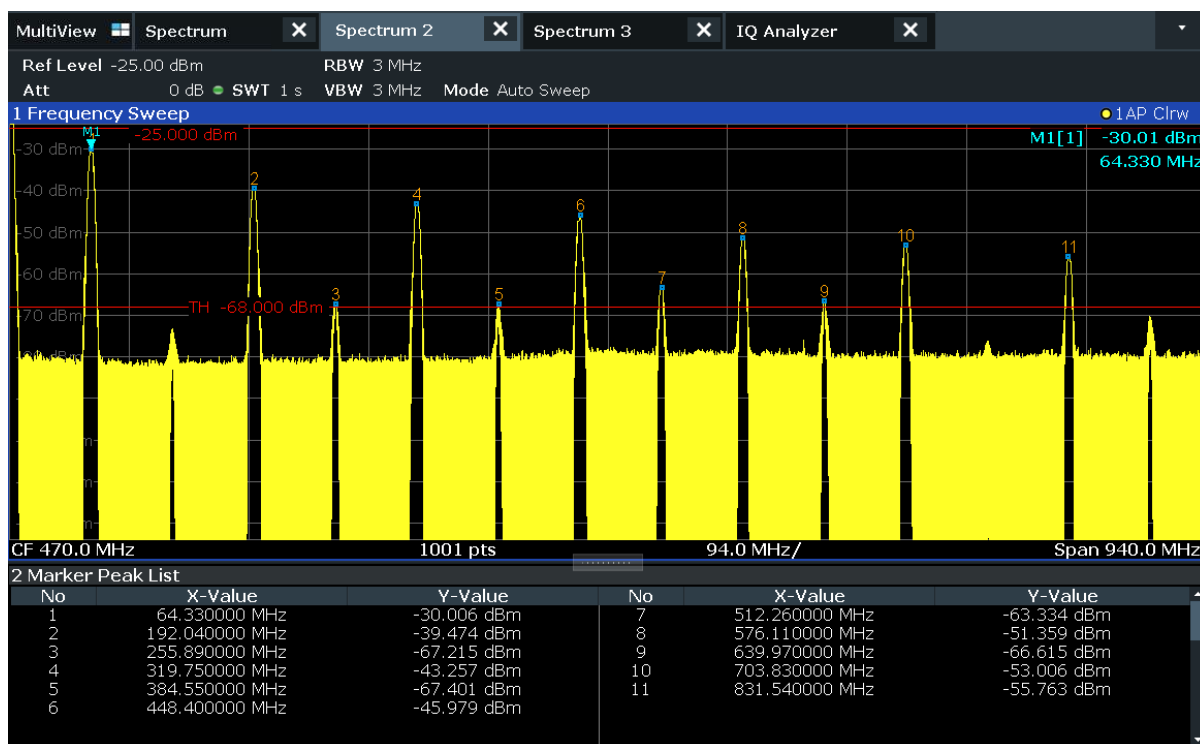 MultiView Spectrum X Spectrum 2 X Spectrum 3 X IQ Analyzer X
Ref Level -25.00 dBm RBW 3 MHz
Att 0 dB SWT 1 s VBW 3 MHz Mode Auto Sweep
1 Frequency Sweep 1AP Clrw
M1 -25.000 dBm M1[1] -30.01 dBm
64.330 MHz
-30 dBm
2
-40 dBm
4
6
-50 dBm
8
10
11
-60 dBm
7
3
5
9
TH -68.000 dBm
-70 dBm
CF 470.0 MHz 1001 pts 94.0 MHz/ Span 940.0 MHz
2 Marker Peak List
No X-Value Y-Value No X-Value Y-Value
1 64.330000 MHz -30.006 dBm 7 512.260000 MHz -63.334 dBm
2 192.040000 MHz -39.474 dBm 8 576.110000 MHz -51.359 dBm
3 255.890000 MHz -67.215 dBm 9 639.970000 MHz -66.615 dBm
4 319.750000 MHz -43.257 dBm 10 703.830000 MHz -53.006 dBm
5 384.550000 MHz -67.401 dBm 11 831.540000 MHz -55.763 dBm
6 448.400000 MHz -45.979 dBm